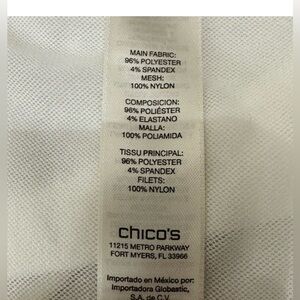 MAIN FABRIC:
96% POLYESTER
4% SPANDEX
MESH:
100% NYLON
COMPOSICION:
96% POLIÉSTER
4% ELASTANO
MALLA:
100% POLIAMIDA
TISSU PRINCIPAL:
96% POLYESTER
4% SPANDEX
FILETS:
100% NYLON
chico's
11215 METRO PARKWAY
FORT MYERS, FL 33966
Importado en México por:
Importadora Globastic,
S.A. de C.V.